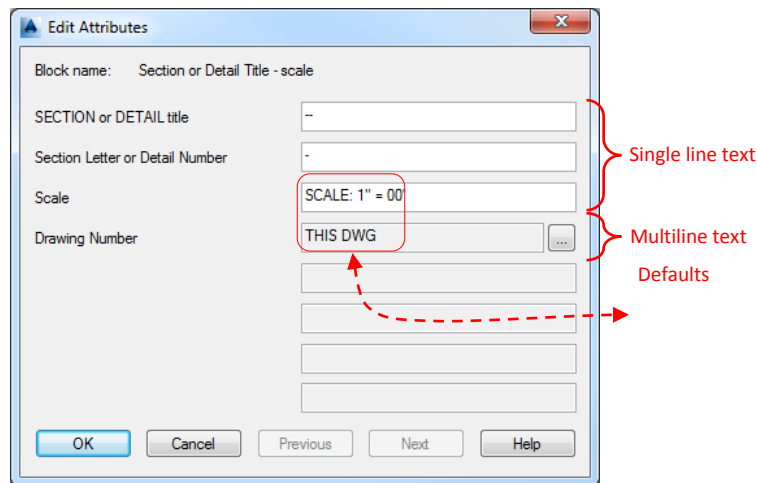 Edit Attributes
Block name: Section or Detail Title - scale
SECTION or DETAIL title --
Single line text
Section Letter or Detail Number -
Scale SCALE: 1" = 00'
Drawing Number THIS DWG ...
Multiline text
Defaults
OK Cancel Previous Next Help